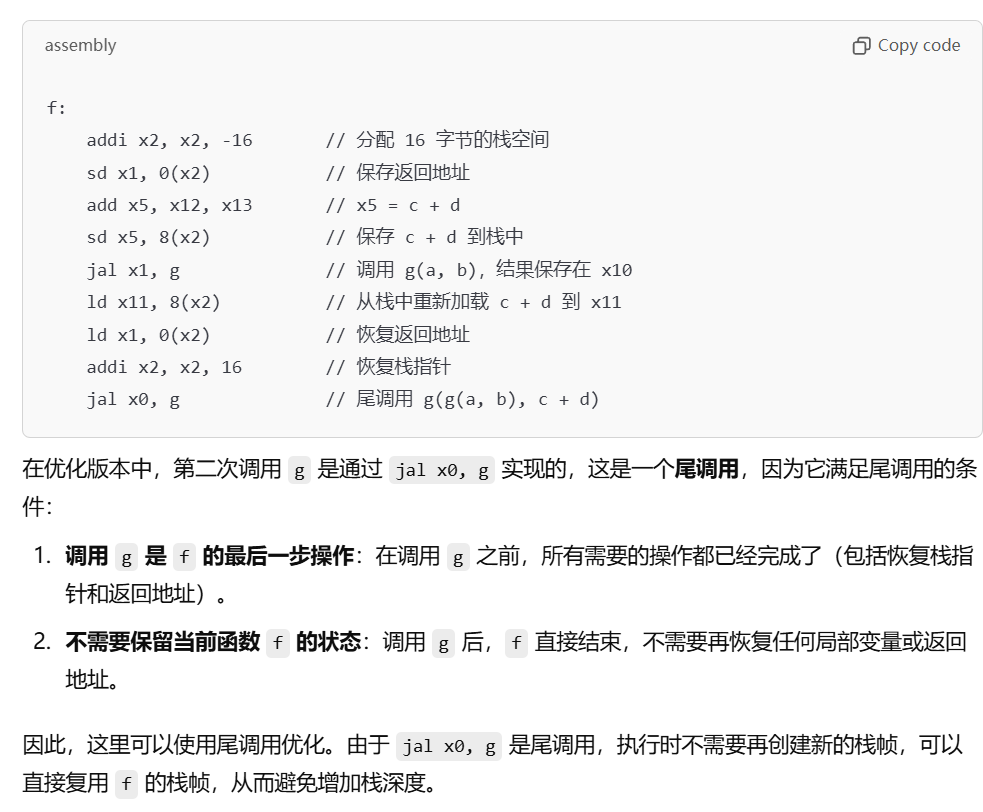 assembly
Copy code
f:
    addi x2, x2, -16       // 分配 16 字节的栈空间
    sd x1, 0(x2)           // 保存返回地址
    add x5, x12, x13       // x5 = c + d
    sd x5, 8(x2)           // 保存 c + d 到栈中
    jal x1, g              // 调用 g(a, b)，结果保存在 x10
    ld x11, 8(x2)          // 从栈中重新加载 c + d 到 x11
    ld x1, 0(x2)           // 恢复返回地址
    addi x2, x2, 16        // 恢复栈指针
    jal x0, g              // 尾调用 g(g(a, b), c + d)
在优化版本中，第二次调用 g 是通过 jal x0, g 实现的，这是一个尾调用，因为它满足尾调用的条
件：
1. 调用 g 是 f 的最后一步操作：在调用 g 之前，所有需要的操作都已经完成了（包括恢复栈指
针和返回地址）。
2. 不需要保留当前函数 f 的状态：调用 g 后，f 直接结束，不需要再恢复任何局部变量或返回
地址。
因此，这里可以使用尾调用优化。由于 jal x0, g 是尾调用，执行时不需要再创建新的栈帧，可以
直接复用 f 的栈帧，从而避免增加栈深度。